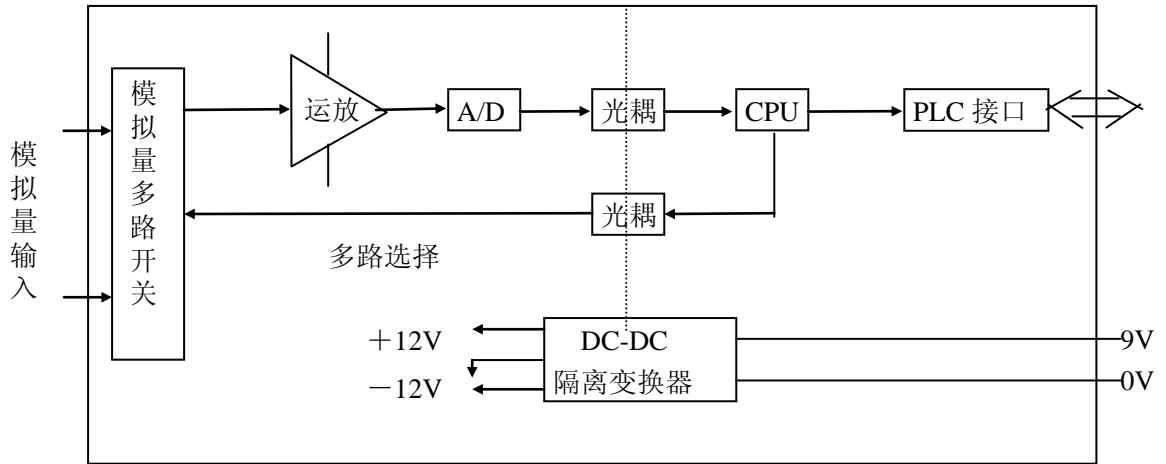 模拟量输入
模拟量多路开关
运放
A/D
光耦
CPU
PLC 接口
光耦
多路选择
+12V
-12V
DC-DC
隔离变换器
9V
0V